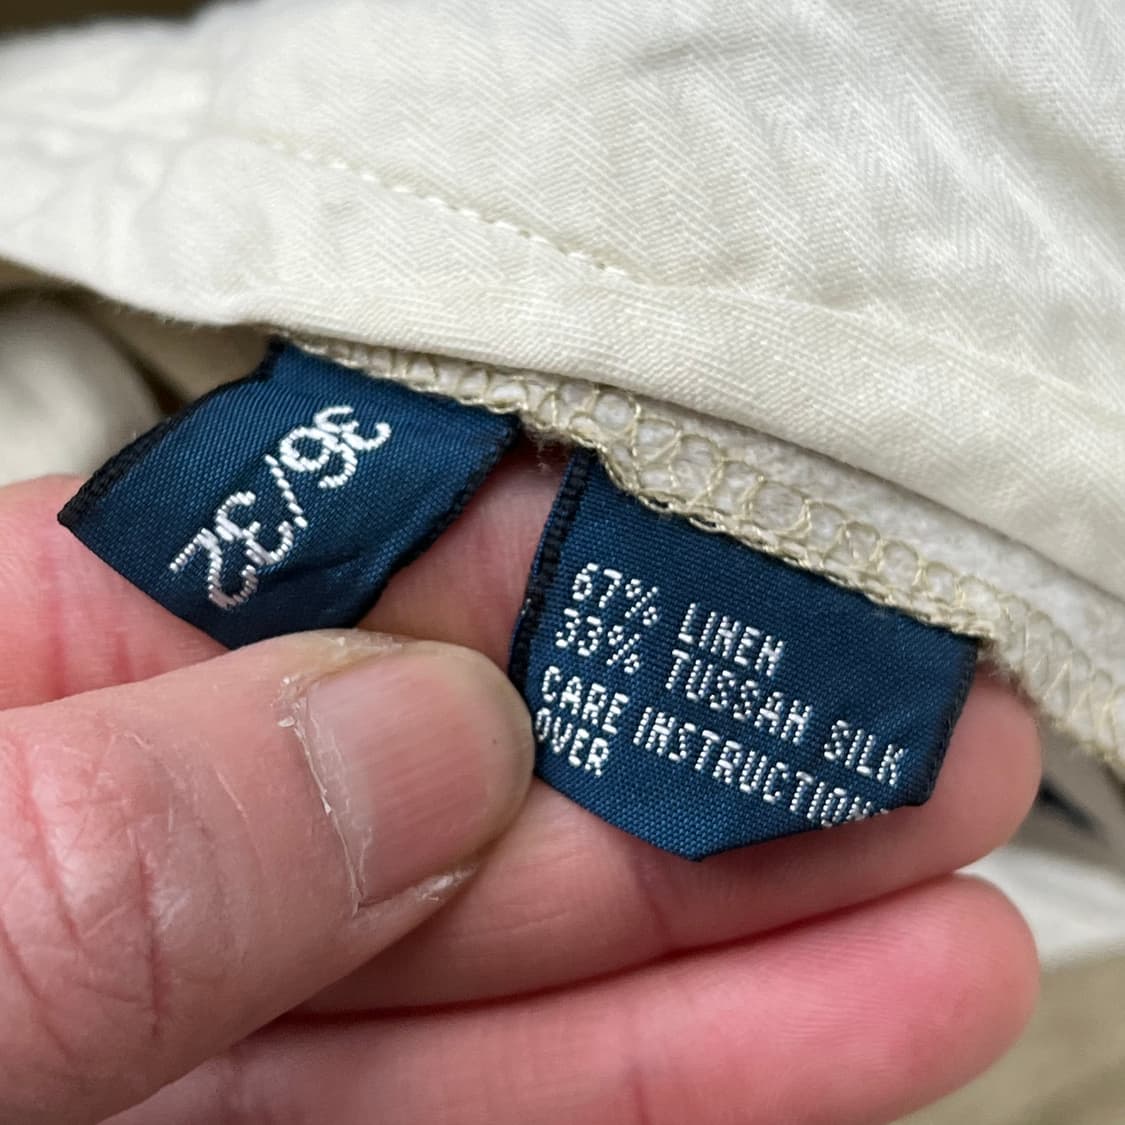 36/32
67% LINEN
33% TUSSAH SILK
CARE INSTRUCTIONS
OVER